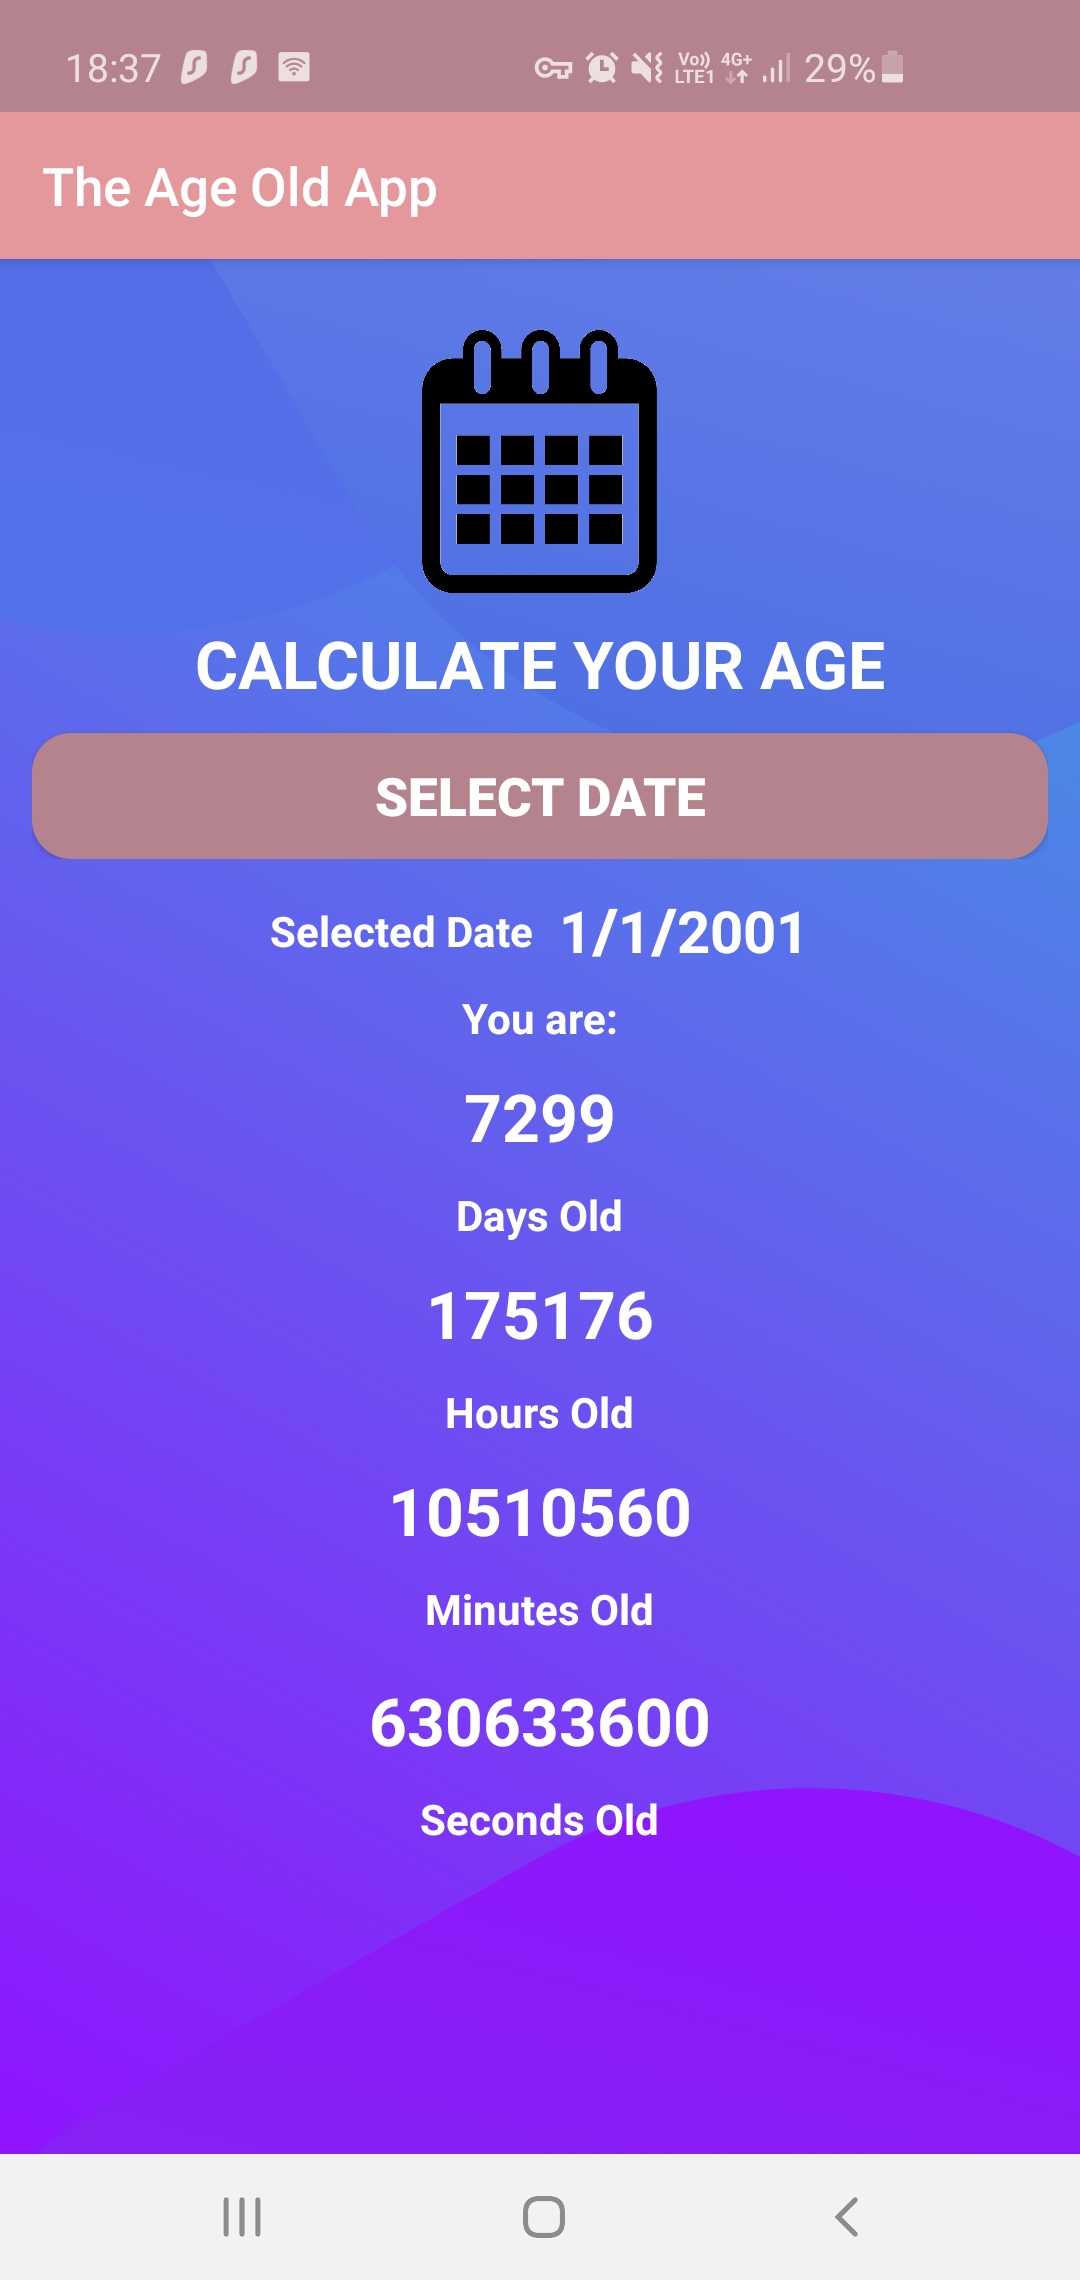 18:37 Vo)) LTE1 4G+ 29%
The Age Old App
CALCULATE YOUR AGE
SELECT DATE
Selected Date 1/1/2001
You are:
7299
Days Old
175176
Hours Old
10510560
Minutes Old
630633600
Seconds Old